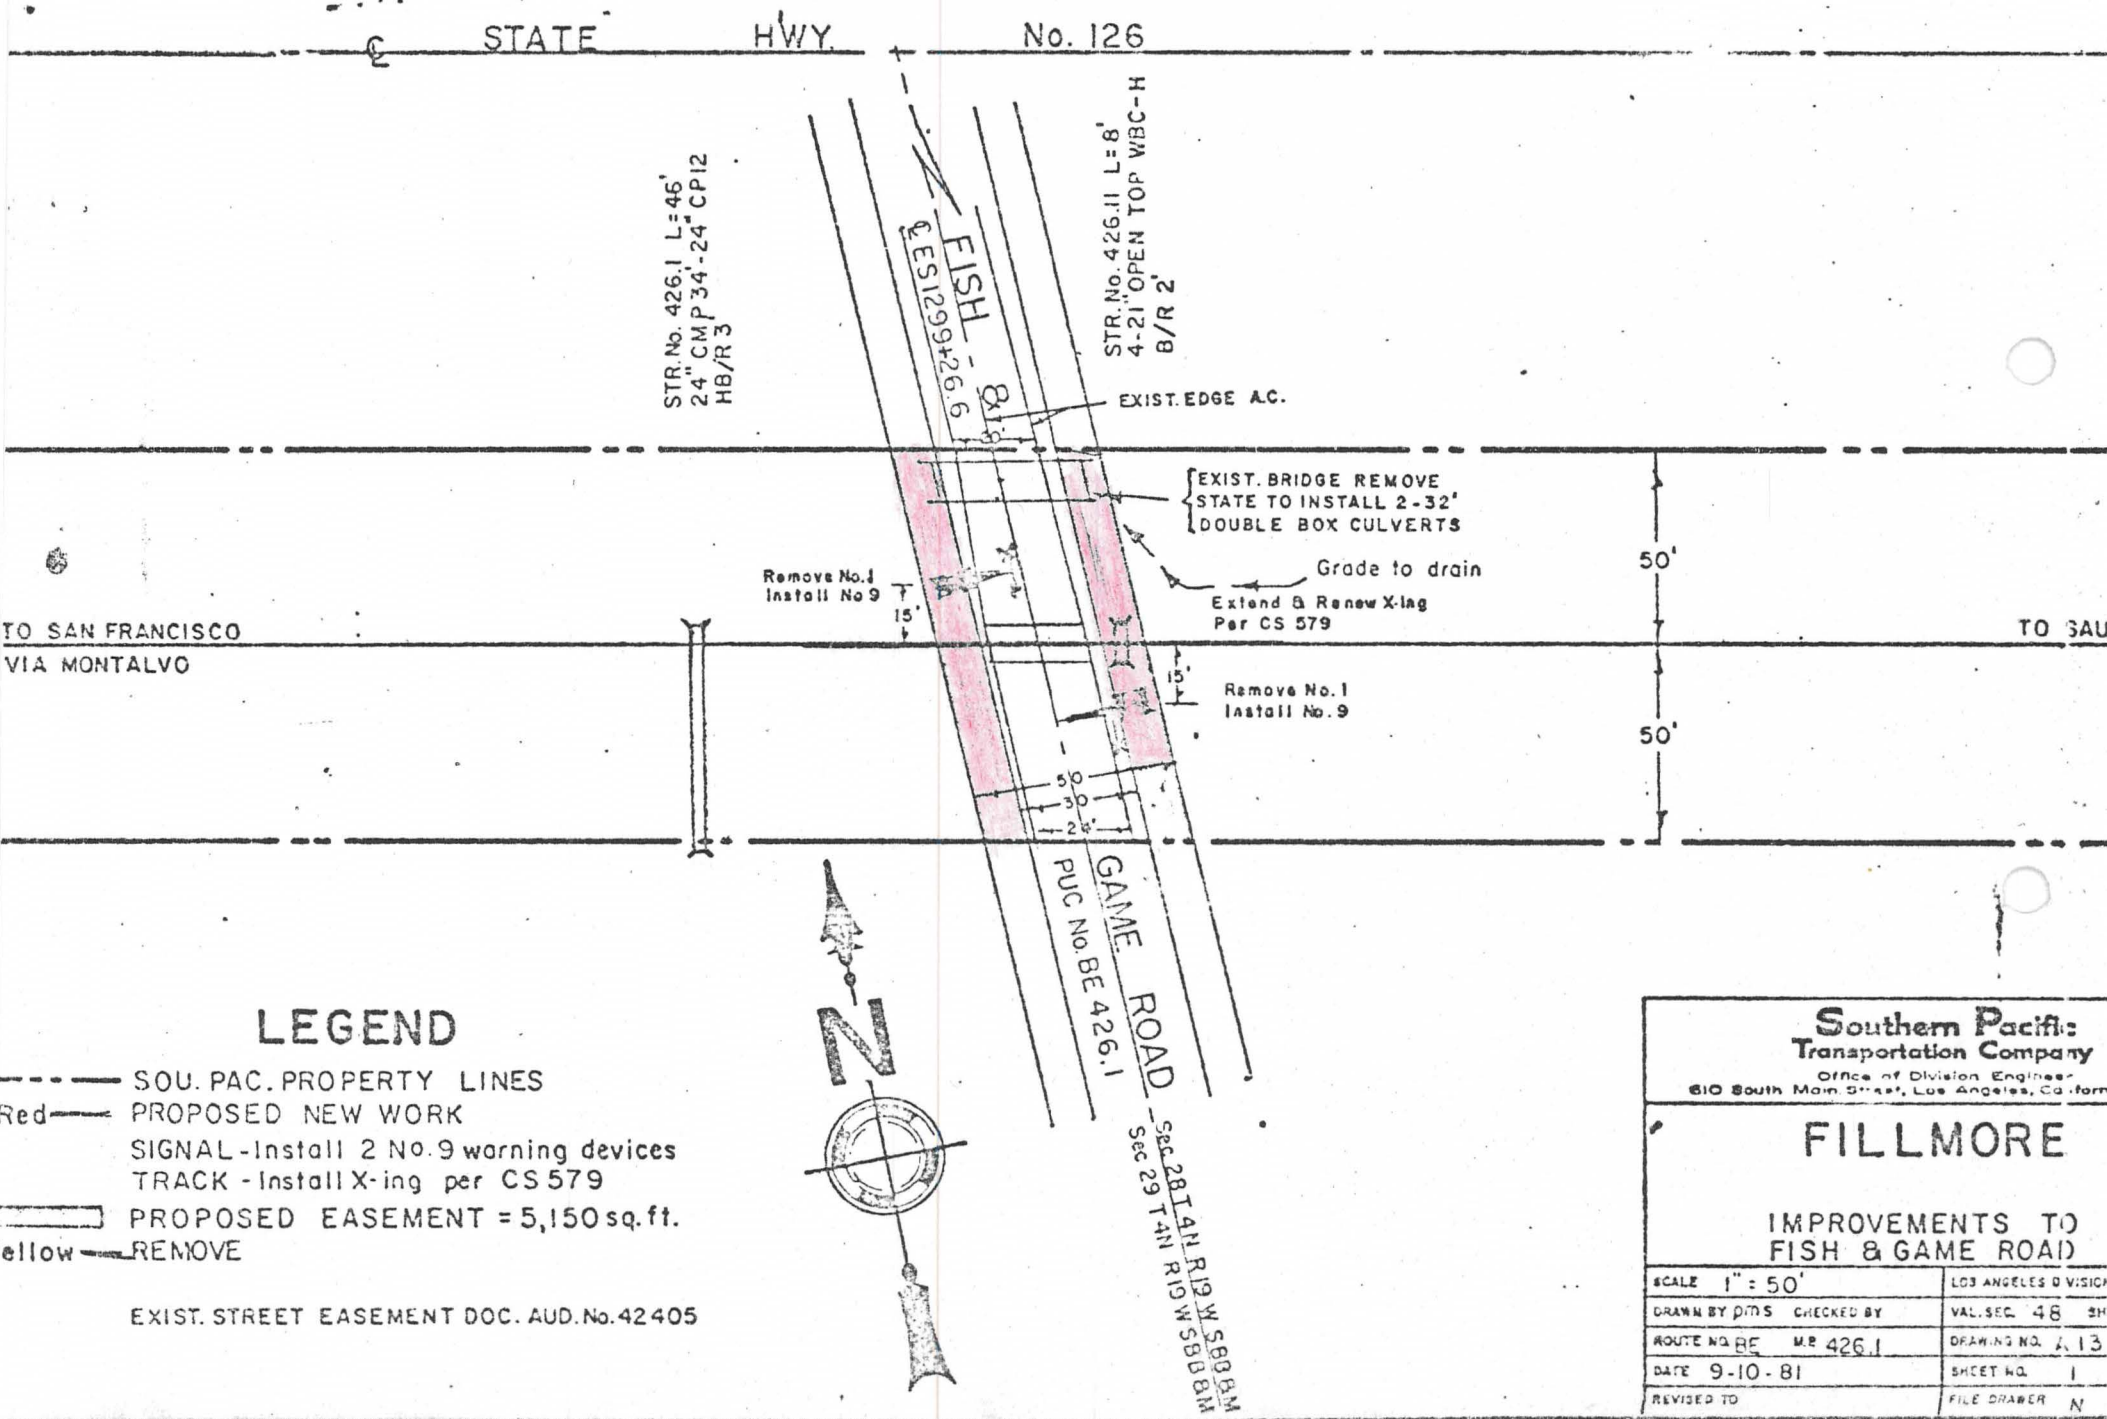 ℄ STATE HWY. No. 126
STR. No. 426.1 L=46'
24" CMP 34'-24" CP12
HB/R 3'
STR. No. 426.11 L=8'
4-21" OPEN TOP WBC-H
B/R 2'
FISH &
℄ ES1299+26.6
EXIST. EDGE A.C.
EXIST. BRIDGE REMOVE
STATE TO INSTALL 2-32'
DOUBLE BOX CULVERTS
Grade to drain
Remove No.1
Install No 9
15'
Extend & Renew X-ing
Per CS 579
50'
TO SAN FRANCISCO
VIA MONTALVO
TO SAU
15'
Remove No. 1
Install No. 9
50'
50
30
24'
GAME ROAD
PUC No. BE 426.1
Sec 28 T4N R19W SBB&M
Sec 29 T4N R19W SBB&M
N
LEGEND
SOU. PAC. PROPERTY LINES
Red PROPOSED NEW WORK
SIGNAL-Install 2 No. 9 warning devices
TRACK - Install X-ing per CS 579
PROPOSED EASEMENT = 5,150 sq. ft.
ellow REMOVE
EXIST. STREET EASEMENT DOC. AUD. No. 42405
Southern Pacific
Transportation Company
Office of Division Engineer
610 South Main Street, Los Angeles, Californ
FILLMORE
IMPROVEMENTS TO
FISH & GAME ROAD
SCALE 1" = 50' LOS ANGELES DIVISION
DRAWN BY pms CHECKED BY VAL. SEC. 48 SH
ROUTE NO. BE M.P. 426.1 DRAWING NO. A 13
DATE 9-10-81 SHEET NO. 1
REVISED TO FILE DRAWER N